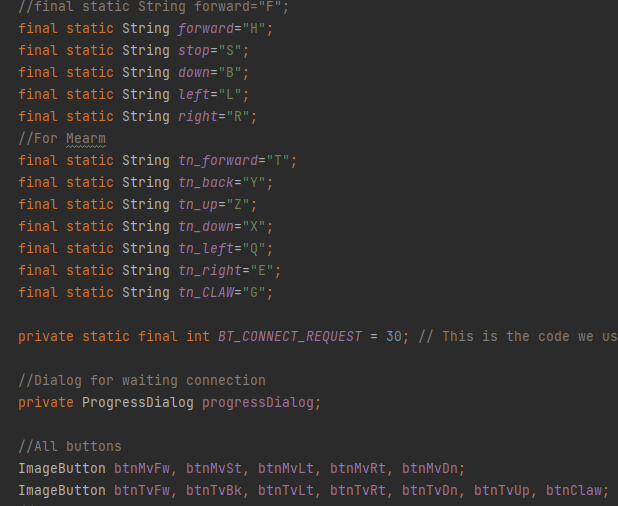 //final static String forward="F";
final static String forward="H";
final static String stop="S";
final static String down="B";
final static String left="L";
final static String right="R";
//For Mearm
final static String tn_forward="T";
final static String tn_back="Y";
final static String tn_up="Z";
final static String tn_down="X";
final static String tn_left="Q";
final static String tn_right="E";
final static String tn_CLAW="G";
private static final int BT_CONNECT_REQUEST = 30; // This is the code we us
//Dialog for waiting connection
private ProgressDialog progressDialog;
//All buttons
ImageButton btnMvFw, btnMvSt, btnMvLt, btnMvRt, btnMvDn;
ImageButton btnTvFw, btnTvBk, btnTvLt, btnTvRt, btnTvDn, btnTvUp, btnClaw;